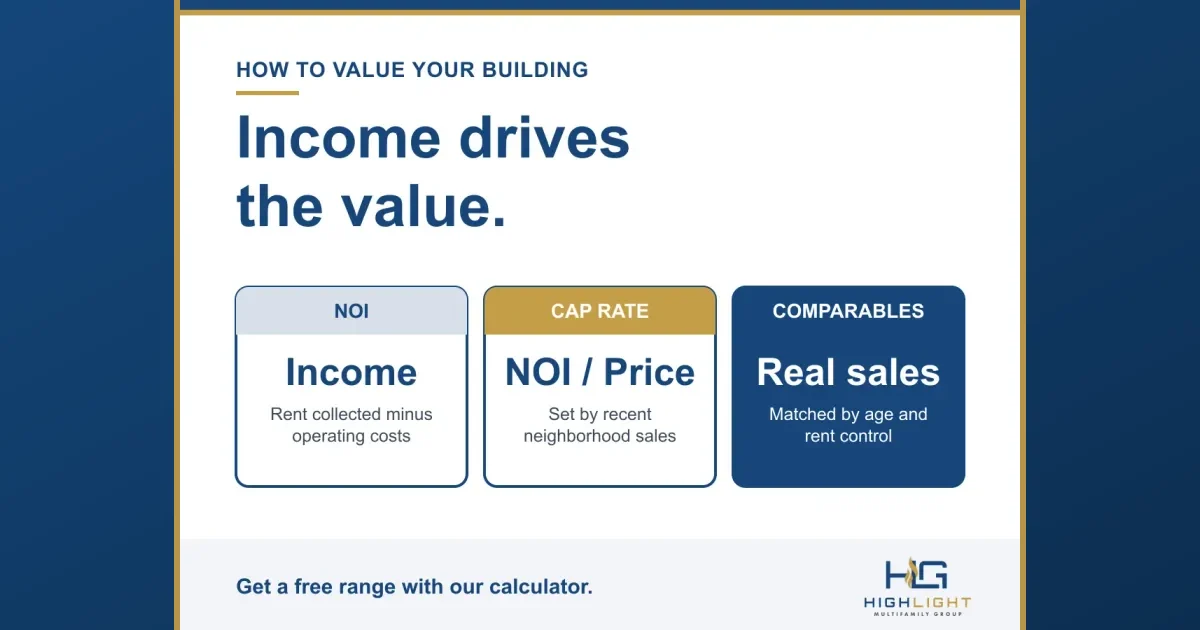 HOW TO VALUE YOUR BUILDING
Income drives
the value.
NOI
Income
Rent collected minus
operating costs
CAP RATE
NOI / Price
Set by recent
neighborhood sales
COMPARABLES
Real sales
Matched by age and
rent control
Get a free range with our calculator.
HLG
HIGHLIGHT
MULTIFAMILY GROUP